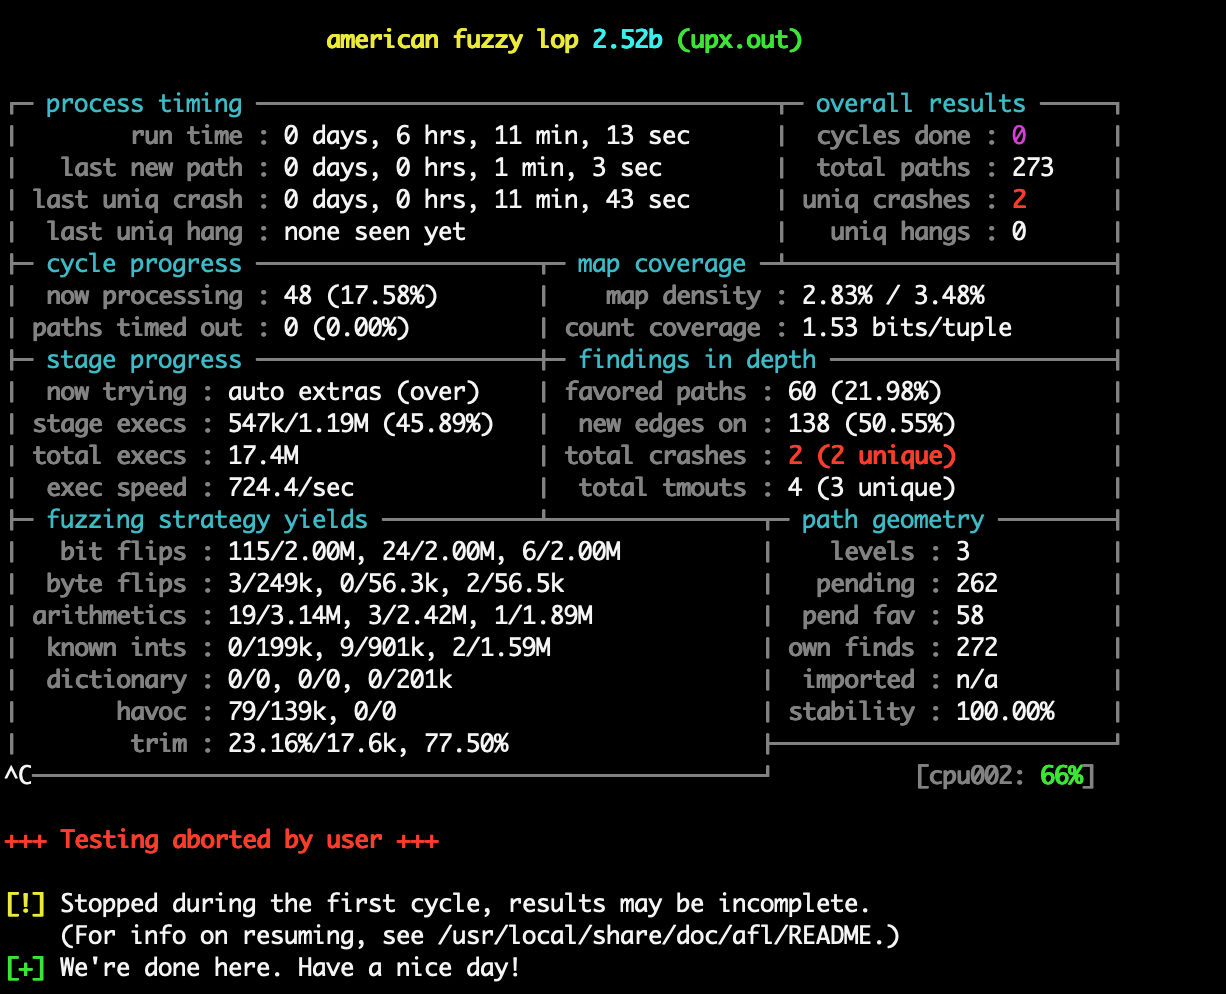 american fuzzy lop 2.52b (upx.out)
process timing
run time : 0 days, 6 hrs, 11 min, 13 sec
last new path : 0 days, 0 hrs, 1 min, 3 sec
last uniq crash : 0 days, 0 hrs, 11 min, 43 sec
last uniq hang : none seen yet
overall results
cycles done : 0
total paths : 273
uniq crashes : 2
uniq hangs : 0
cycle progress
now processing : 48 (17.58%)
paths timed out : 0 (0.00%)
map coverage
map density : 2.83% / 3.48%
count coverage : 1.53 bits/tuple
stage progress
now trying : auto extras (over)
stage execs : 547k/1.19M (45.89%)
total execs : 17.4M
exec speed : 724.4/sec
findings in depth
favored paths : 60 (21.98%)
new edges on : 138 (50.55%)
total crashes : 2 (2 unique)
total tmouts : 4 (3 unique)
fuzzing strategy yields
bit flips : 115/2.00M, 24/2.00M, 6/2.00M
byte flips : 3/249k, 0/56.3k, 2/56.5k
arithmetics : 19/3.14M, 3/2.42M, 1/1.89M
known ints : 0/199k, 9/901k, 2/1.59M
dictionary : 0/0, 0/0, 0/201k
havoc : 79/139k, 0/0
trim : 23.16%/17.6k, 77.50%
path geometry
levels : 3
pending : 262
pend fav : 58
own finds : 272
imported : n/a
stability : 100.00%
^C
[cpu002: 66%]
+++ Testing aborted by user +++
[!] Stopped during the first cycle, results may be incomplete.
(For info on resuming, see /usr/local/share/doc/afl/README.)
[+] We're done here. Have a nice day!